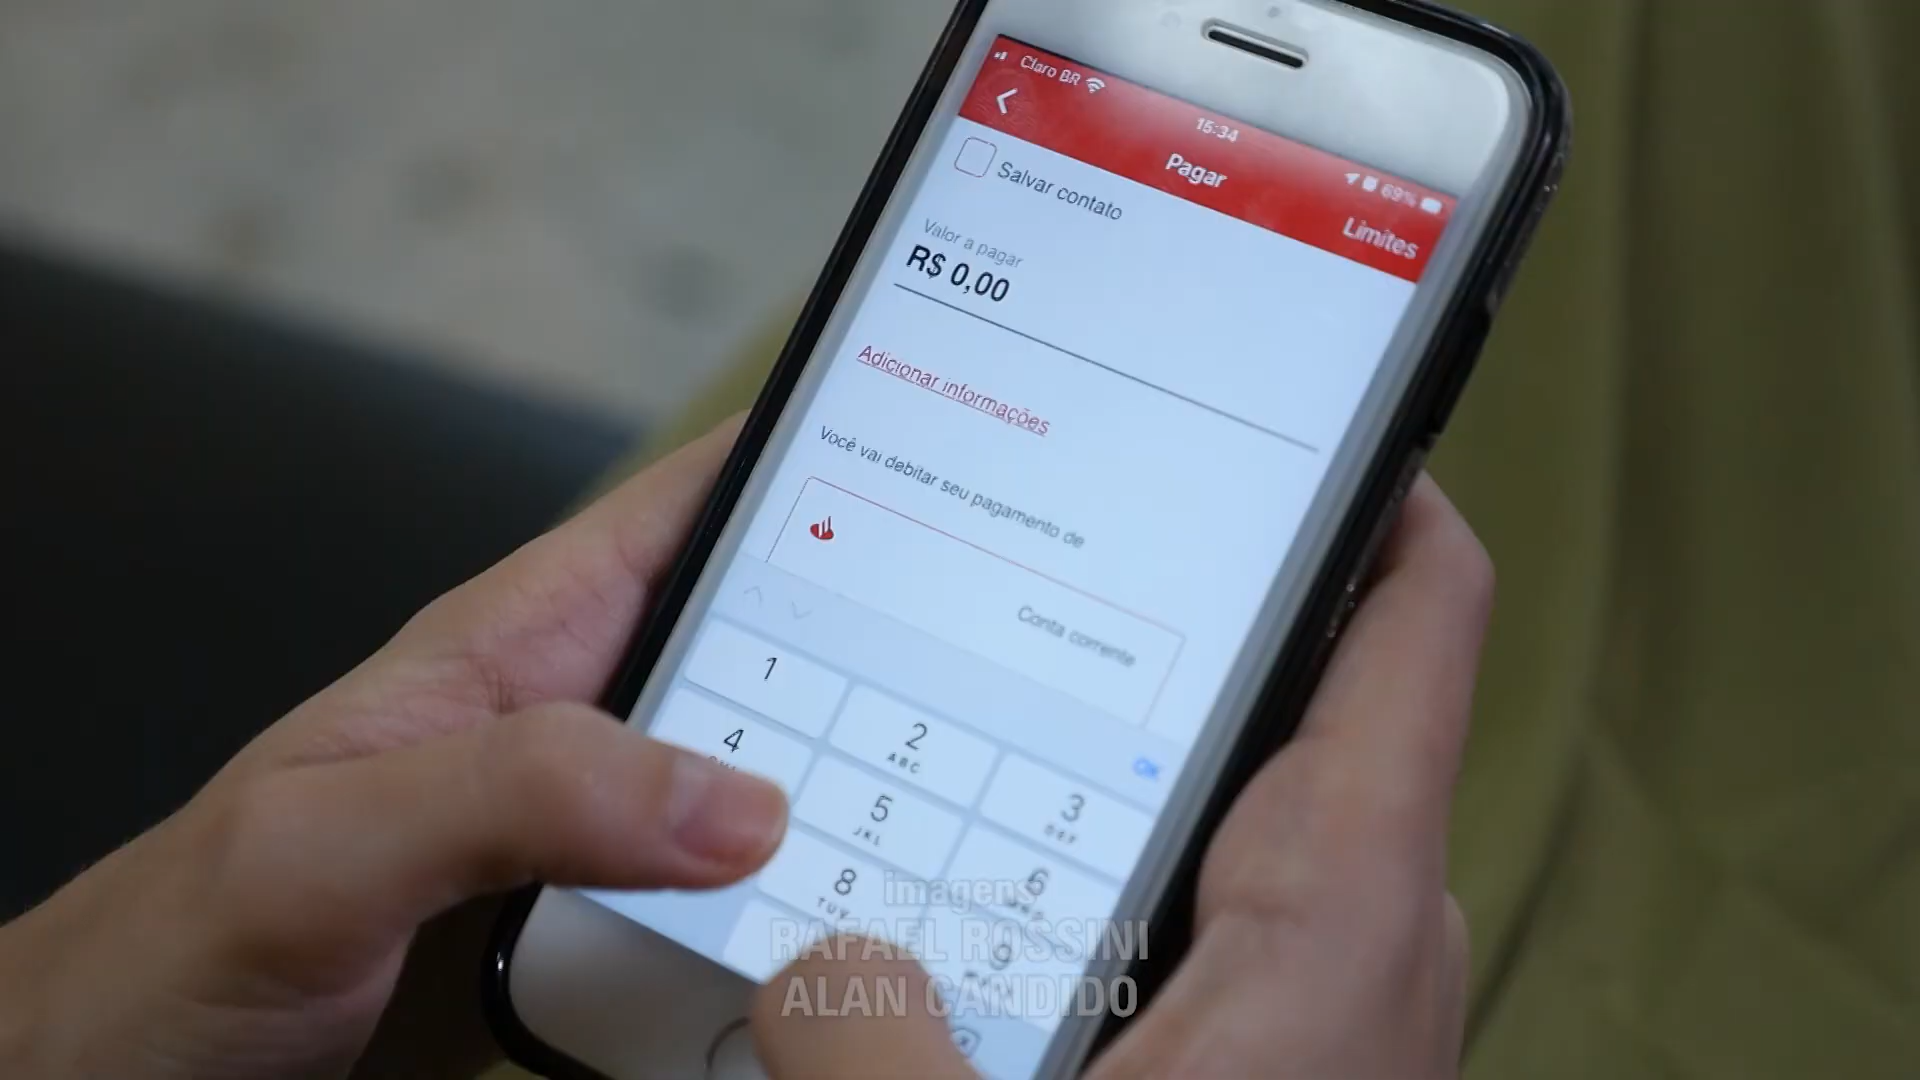 Claro BR
15:34
69%
Pagar
Limites
Salvar contato
Valor a pagar
R$ 0,00
Adicionar informações
Você vai debitar seu pagamento de
Conta corrente
OK
1
2
ABC
3
DEF
4
5
JKL
6
8
TUV
9
imagens
RAFAEL ROSSINI
ALAN CANDIDO